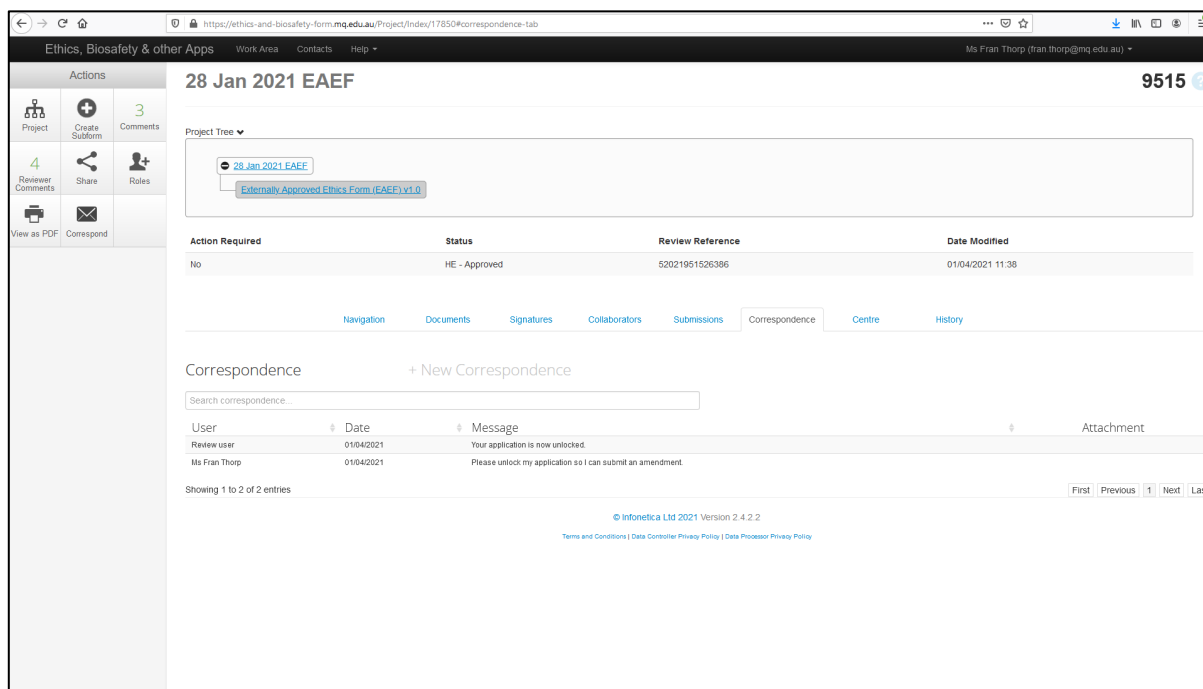 https://ethics-and-biosafety-form.mq.edu.au/Project/Index/17850#correspondence-tab
Ethics, Biosafety & other Apps Work Area Contacts Help Ms Fran Thorp (fran.thorp@mq.edu.au)
Actions
28 Jan 2021 EAEF 9515 ?
Project
Create Subform
3 Comments
4 Reviewer Comments
Share
Roles
View as PDF
Correspond
Project Tree
28 Jan 2021 EAEF
Externally Approved Ethics Form (EAEF) v1.0
Action Required Status Review Reference Date Modified
No HE - Approved 52021951526386 01/04/2021 11:38
Navigation Documents Signatures Collaborators Submissions Correspondence Centre History
Correspondence + New Correspondence
Search correspondence...
User Date Message Attachment
Review user 01/04/2021 Your application is now unlocked.
Ms Fran Thorp 01/04/2021 Please unlock my application so I can submit an amendment.
Showing 1 to 2 of 2 entries First Previous 1 Next Las
© Infonetica Ltd 2021 Version 2.4.2.2
Terms and Conditions | Data Controller Privacy Policy | Data Processor Privacy Policy